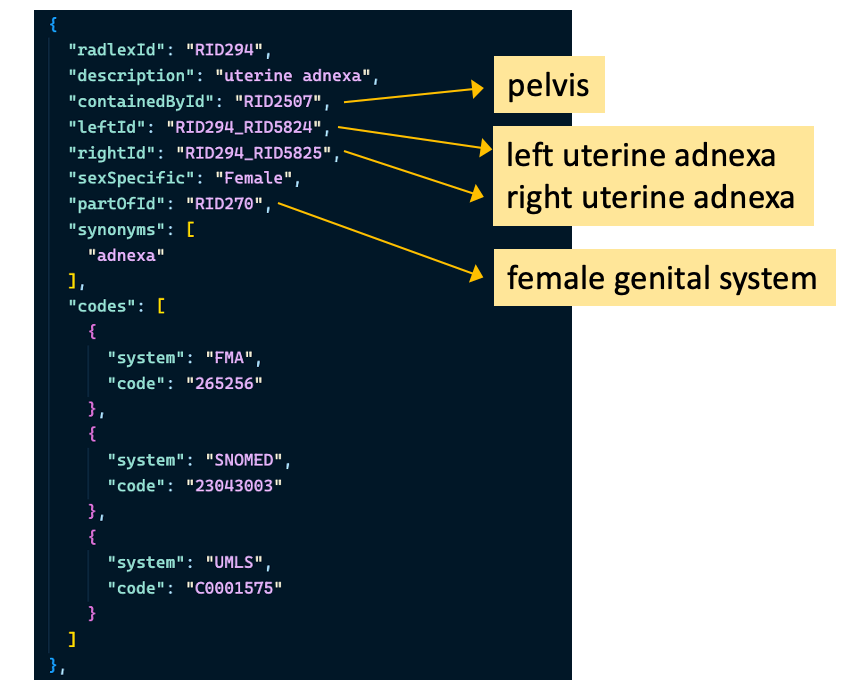 {
"radlexId": "RID294",
"description": "uterine adnexa",
"containedById": "RID2507",
"leftId": "RID294_RID5824",
"rightId": "RID294_RID5825",
"sexSpecific": "Female",
"partOfId": "RID270",
"synonyms": [
"adnexa"
],
"codes": [
{
"system": "FMA",
"code": "265256"
},
{
"system": "SNOMED",
"code": "23043003"
},
{
"system": "UMLS",
"code": "C0001575"
}
]
},
pelvis
left uterine adnexa
right uterine adnexa
female genital system